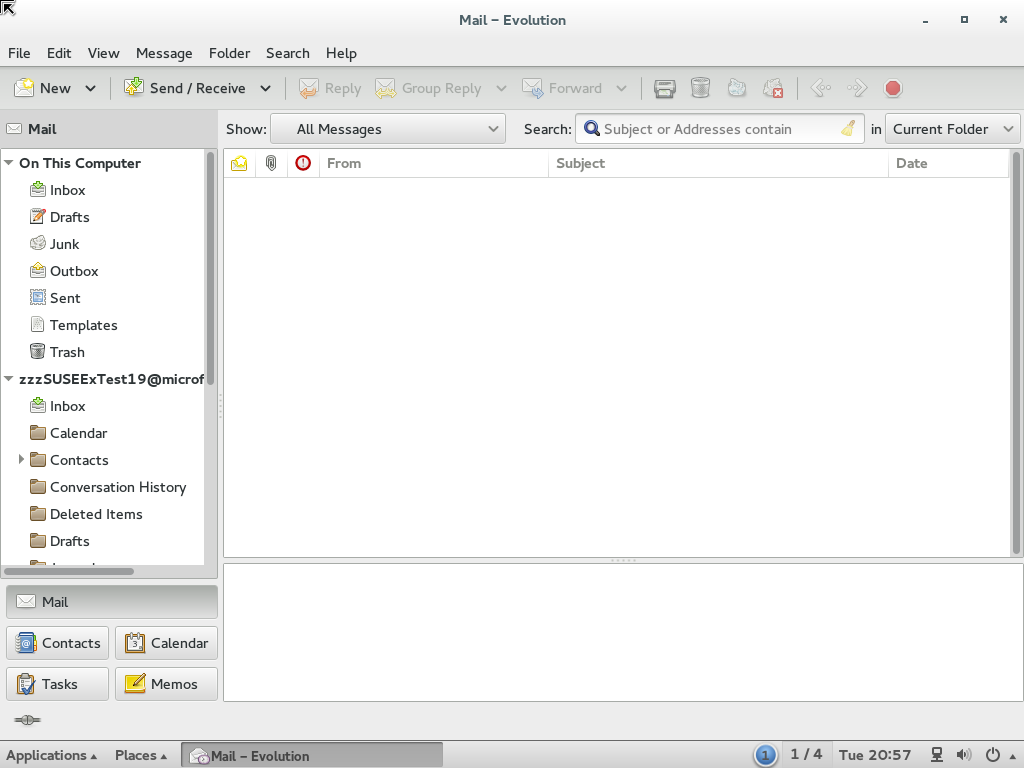 Mail – Evolution
File Edit View Message Folder Search Help
New Send / Receive Reply Group Reply Forward
Mail Show: All Messages Search: Subject or Addresses contain in Current Folder
From Subject Date
On This Computer
Inbox
Drafts
Junk
Outbox
Sent
Templates
Trash
zzzSUSEExTest19@microf
Inbox
Calendar
Contacts
Conversation History
Deleted Items
Drafts
Mail
Contacts Calendar
3
Tasks Memos
Applications Places Mail – Evolution 1 1 / 4 Tue 20:57